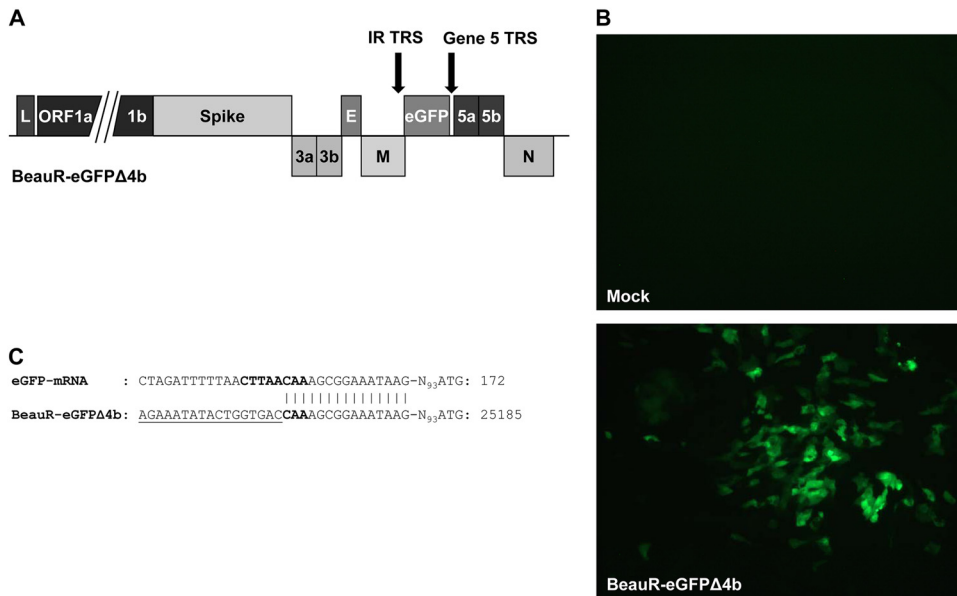 A
IR TRS
Gene 5 TRS
L
ORF1a
1b
Spike
E
eGFP
5a
5b
3a
3b
M
N
BeauR-eGFPΔ4b
B
Mock
BeauR-eGFPΔ4b
C
eGFP-mRNA : CTAGATTTTTAACTTAACAAAGCGGAAATAAG-N₉₃ATG: 172
BeauR-eGFPΔ4b: AGAAATATACTGGTGACCAAAGCGGAAATAAG-N₉₃ATG: 25185